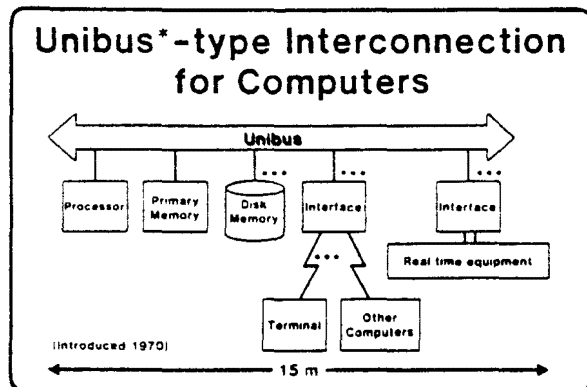 Unibus*-type Interconnection
for Computers
Unibus
Processor
Primary
Memory
Disk
Memory
Interface
Interface
Real time equipment
Terminal
Other
Computers
(Introduced 1970)
15 m